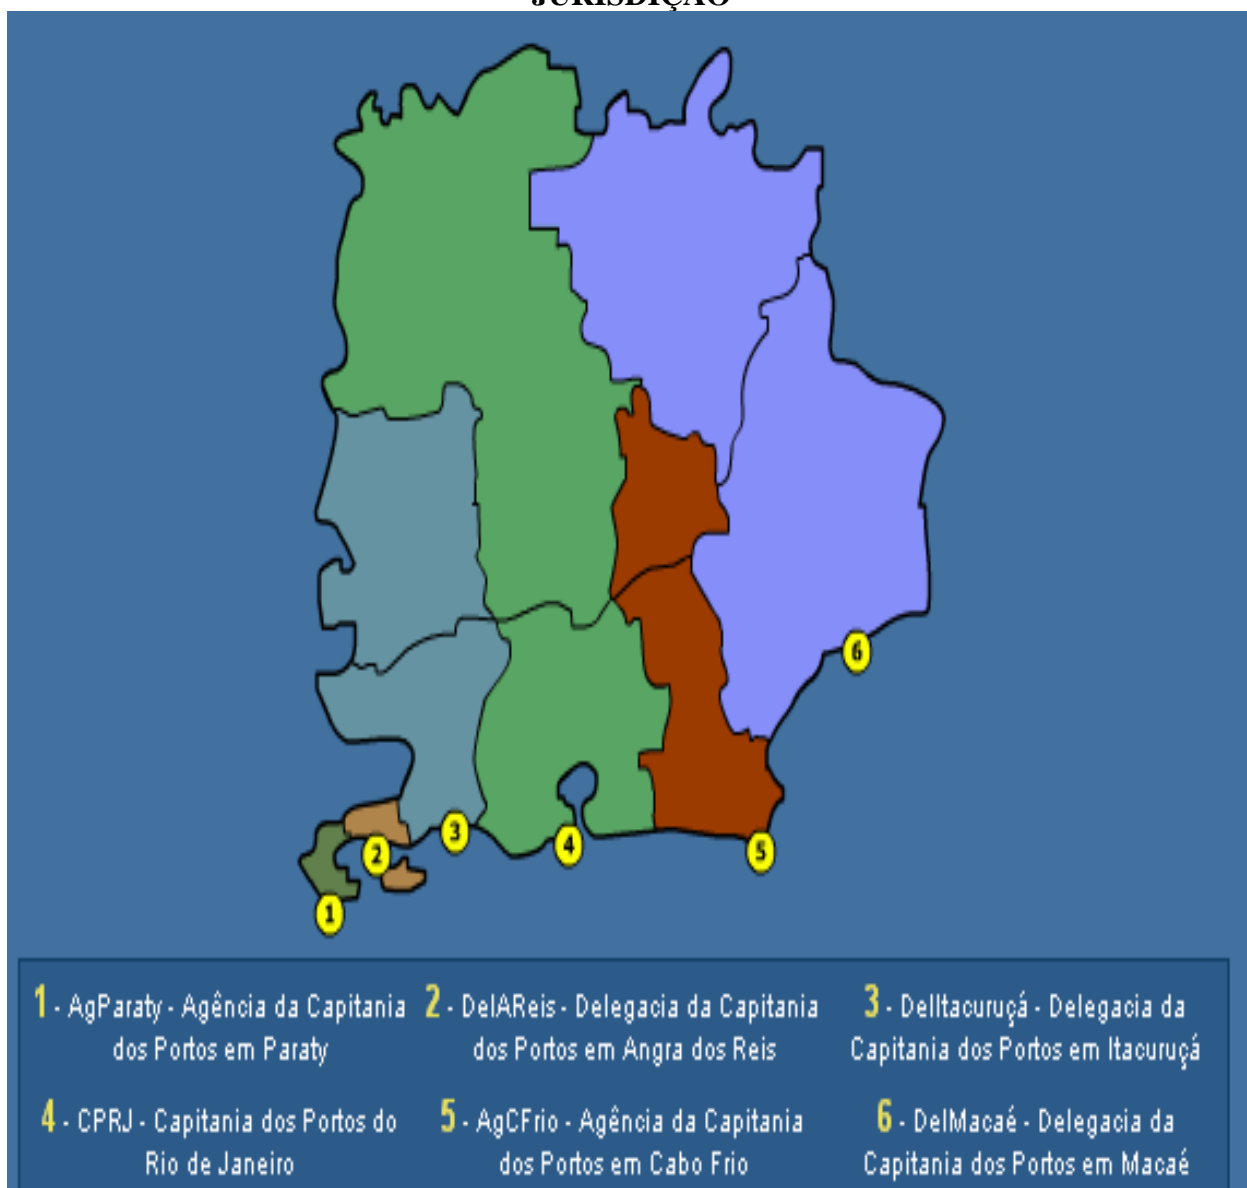 JURISDIÇÃO
6
3
4
2
5
1
1 - AgParaty - Agência da Capitania
dos Portos em Paraty
2 - DelAReis - Delegacia da Capitania
dos Portos em Angra dos Reis
3 - DelItacuruçá - Delegacia da
Capitania dos Portos em Itacuruçá
4 - CPRJ - Capitania dos Portos do
Rio de Janeiro
5 - AgCFrio - Agência da Capitania
dos Portos em Cabo Frio
6 - DelMacaé - Delegacia da
Capitania dos Portos em Macaé